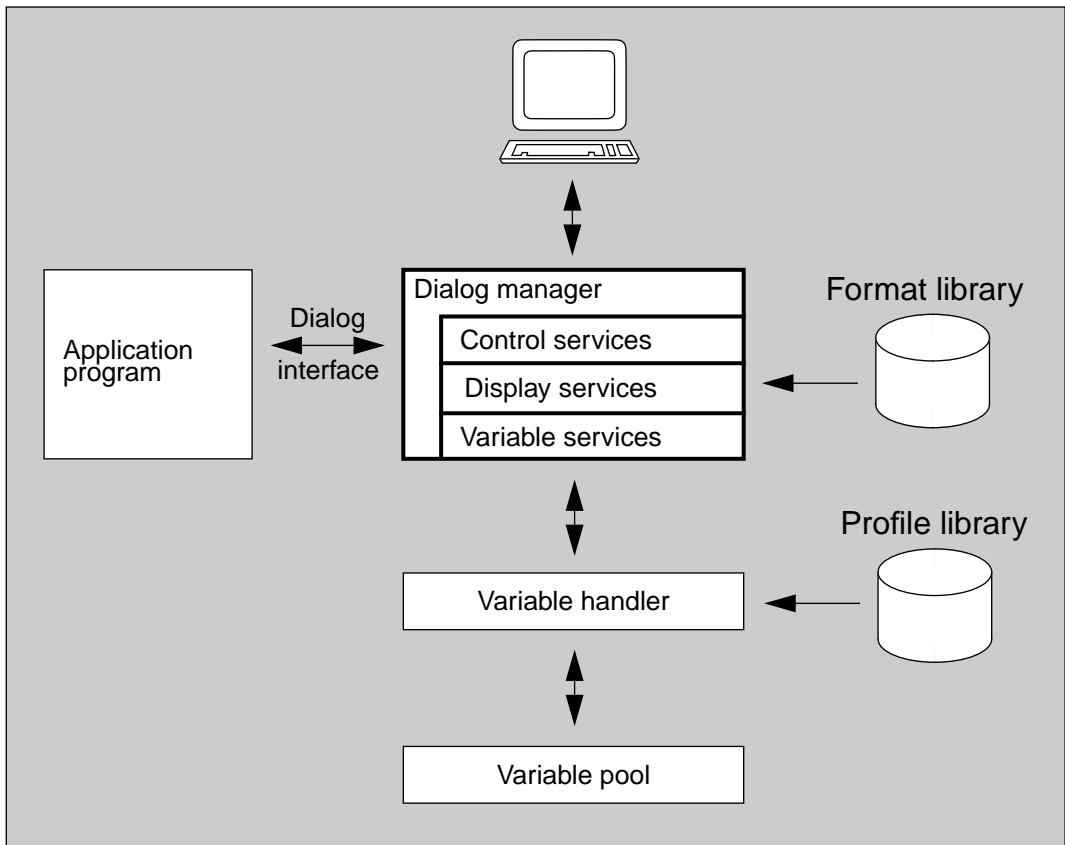 Dialog manager
Format library
Dialog
Control services
Application
program
interface
Display services
Variable services
Profile library
Variable handler
Variable pool